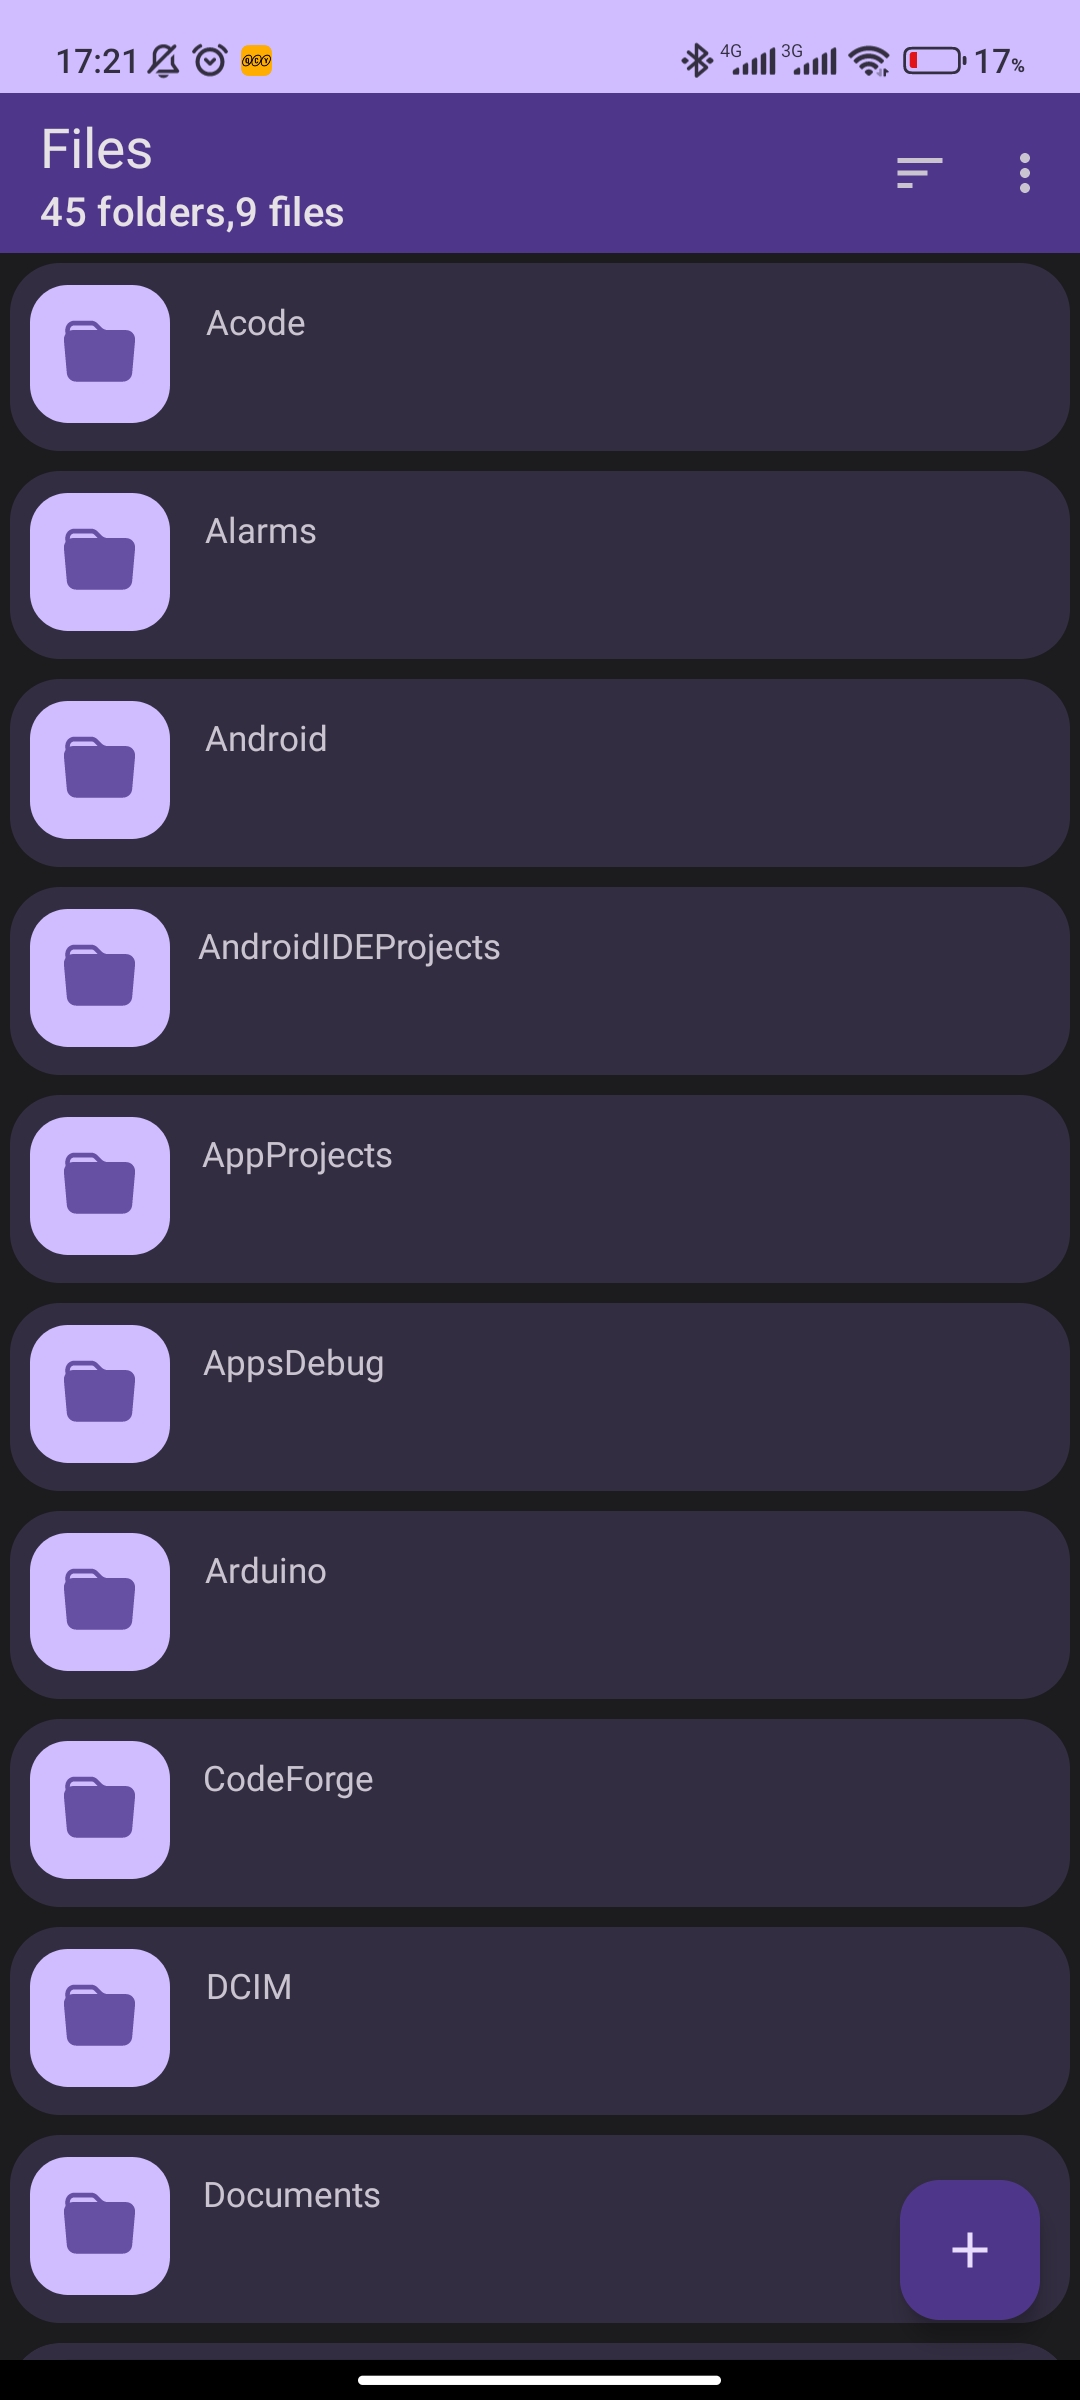 17:21
4G 3G 17%
Files
45 folders,9 files
Acode
Alarms
Android
AndroidIDEProjects
AppProjects
AppsDebug
Arduino
CodeForge
DCIM
Documents